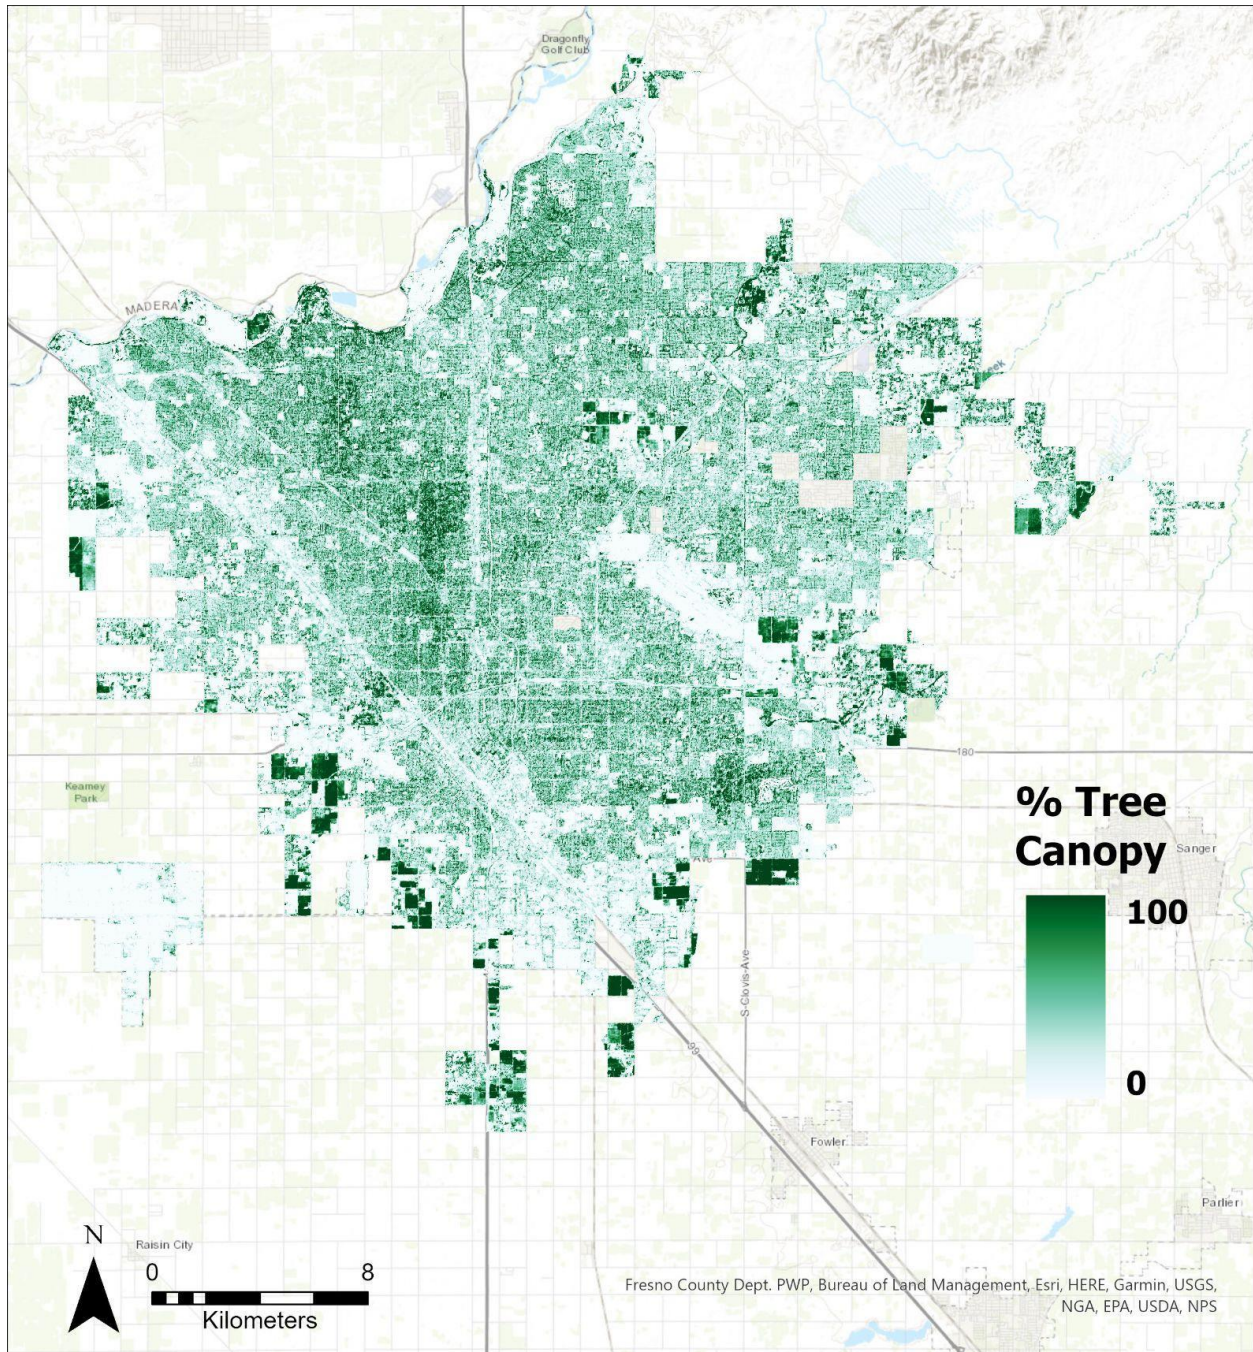 Dragonfly
Golf Club
MADERA
eek
180
Kearney
Park
% Tree
Canopy
100
0
Sanger
S-Clovis-Ave
99
Fowler
Parlier
Raisin City
N
0 8
Kilometers
Fresno County Dept. PWP, Bureau of Land Management, Esri, HERE, Garmin, USGS,
NGA, EPA, USDA, NPS